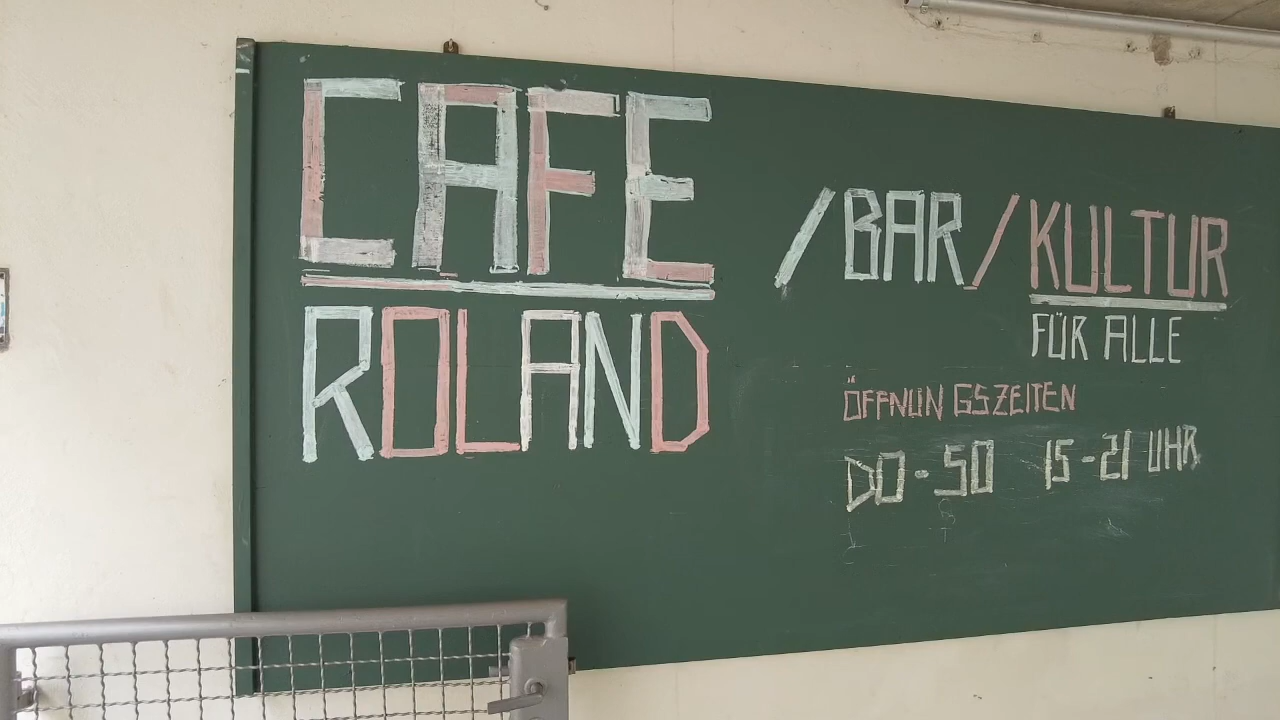 CAFE
ROLAND
/BAR/KULTUR
FÜR ALLE
ÖFFNUNGSZEITEN
DO-SO 15-21 UHR